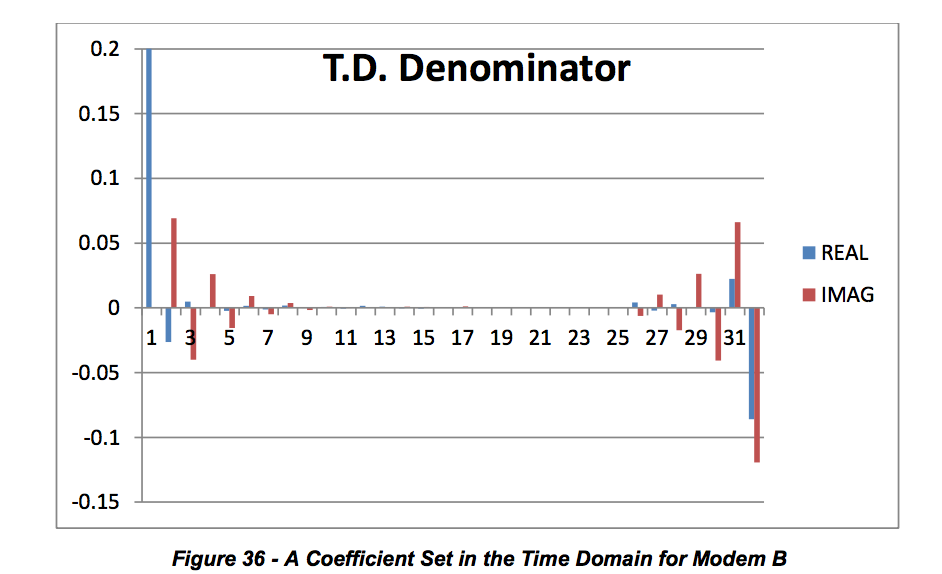 T.D. Denominator
0.2
0.15
0.1
0.05
0
-0.05
-0.1
-0.15
1 3 5 7 9 11 13 15 17 19 21 23 25 27 29 31
REAL
IMAG
Figure 36 - A Coefficient Set in the Time Domain for Modem B